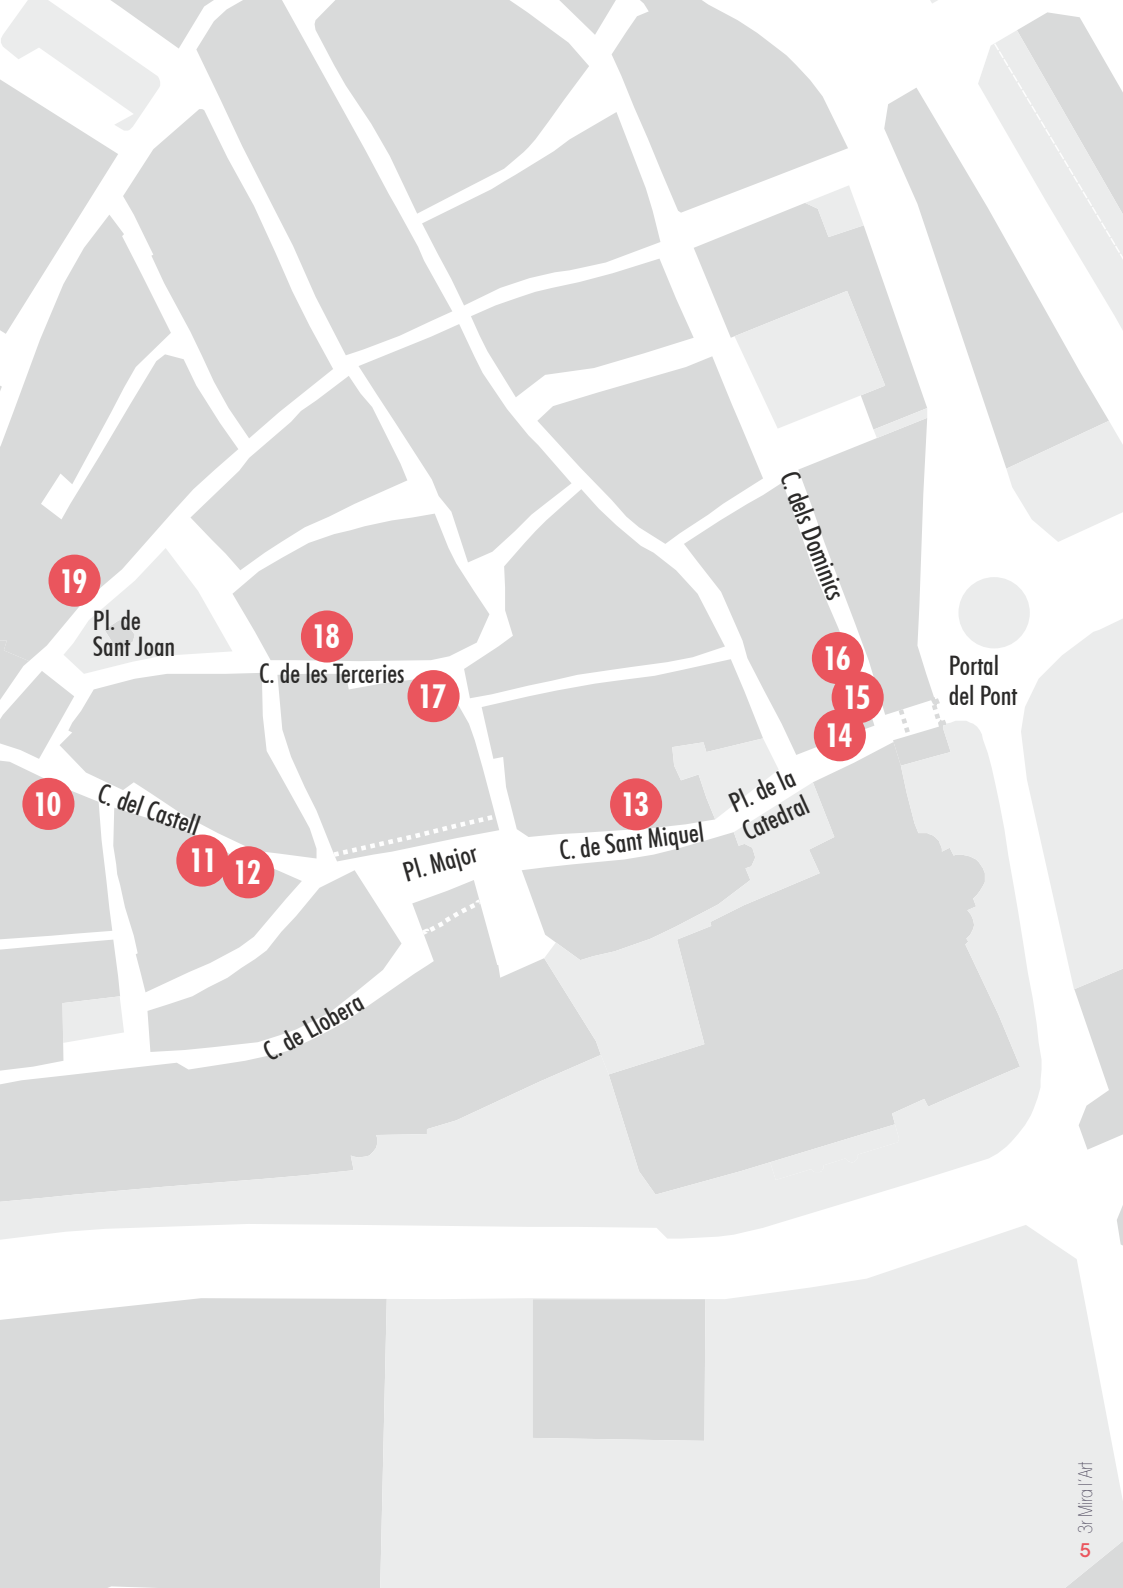 C. dels Dominics
19
Pl. de
Sant Joan
18
C. de les Terceries
17
16
15
14
Portal
del Pont
10
C. del Castell
11
12
13
Pl. de la
Catedral
C. de Sant Miquel
Pl. Major
C. de Llobera
3r Mira l'Art
5